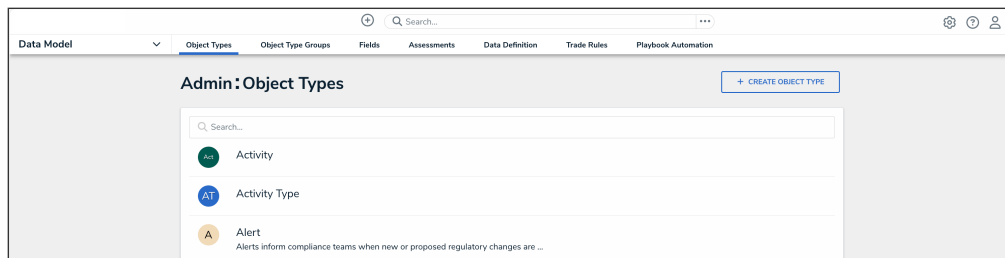 Search...
Data Model
Object Types Object Type Groups Fields Assessments Data Definition Trade Rules Playbook Automation
Admin: Object Types
+ CREATE OBJECT TYPE
Search...
Act Activity
AT Activity Type
A Alert
Alerts inform compliance teams when new or proposed regulatory changes are ...